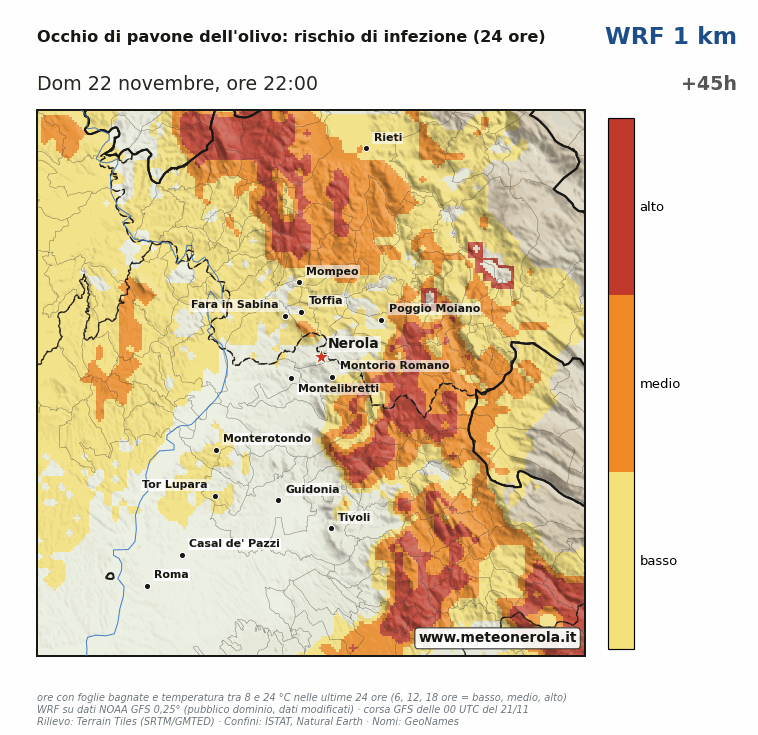 Occhio di pavone dell'olivo: rischio di infezione (24 ore)
WRF 1 km
Dom 22 novembre, ore 22:00
+45h
Rieti
alto
Mompeo
Fara in Sabina
Toffia
Poggio Moiano
Nerola
Montorio Romano
Montelibretti
medio
Monterotondo
Tor Lupara
Guidonia
Tivoli
Casal de' Pazzi
basso
Roma
www.meteonerola.it
ore con foglie bagnate e temperatura tra 8 e 24 °C nelle ultime 24 ore (6, 12, 18 ore = basso, medio, alto)
WRF su dati NOAA GFS 0,25° (pubblico dominio, dati modificati) · corsa GFS delle 00 UTC del 21/11
Rilievo: Terrain Tiles (SRTM/GMTED) · Confini: ISTAT, Natural Earth · Nomi: GeoNames